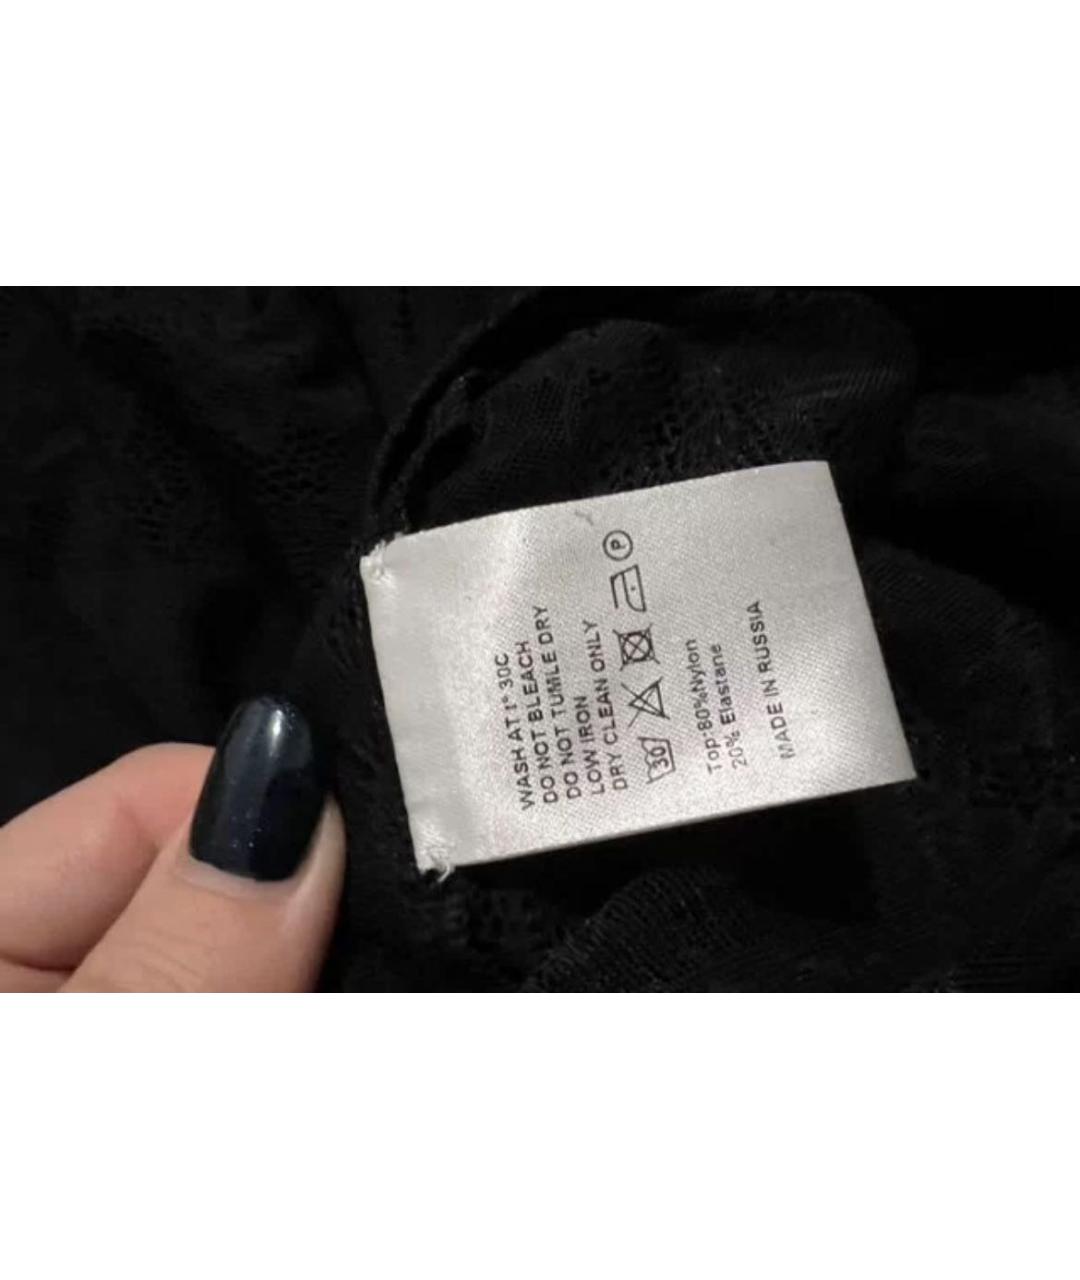 WASH AT t° 30C
DO NOT BLEACH
DO NOT TUMLE DRY
LOW IRON
DRY CLEAN ONLY
30 P
Top:80%Nylon
20% Elastane
MADE IN RUSSIA